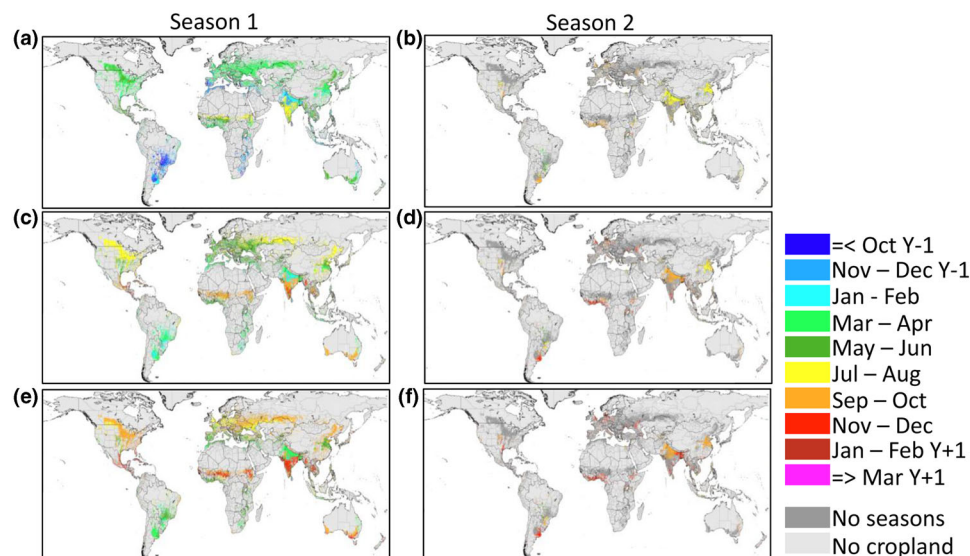 Season 1
Season 2
(a)
(b)
(c)
(d)
(e)
(f)
=< Oct Y-1
Nov – Dec Y-1
Jan - Feb
Mar – Apr
May – Jun
Jul – Aug
Sep – Oct
Nov – Dec
Jan – Feb Y+1
=> Mar Y+1
No seasons
No cropland